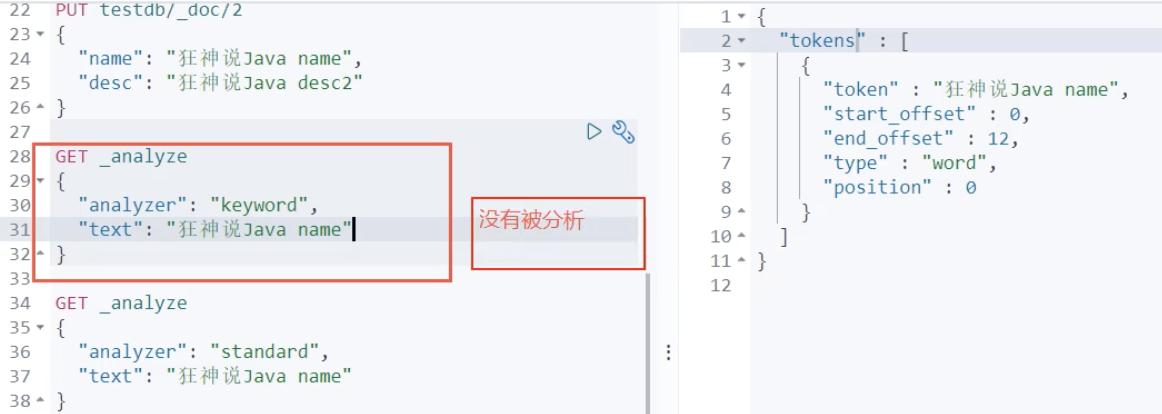 22 PUT testdb/_doc/2
23 {
24 "name": "狂神说Java name",
25 "desc": "狂神说Java desc2"
26 }
27
28 GET _analyze
29 {
30 "analyzer": "keyword",
31 "text": "狂神说Java name"
32 }
33
34 GET _analyze
35 {
36 "analyzer": "standard",
37 "text": "狂神说Java name"
38 }
没有被分析
1 {
2 "tokens" : [
3 {
4 "token" : "狂神说Java name",
5 "start_offset" : 0,
6 "end_offset" : 12,
7 "type" : "word",
8 "position" : 0
9 }
10 ]
11 }
12